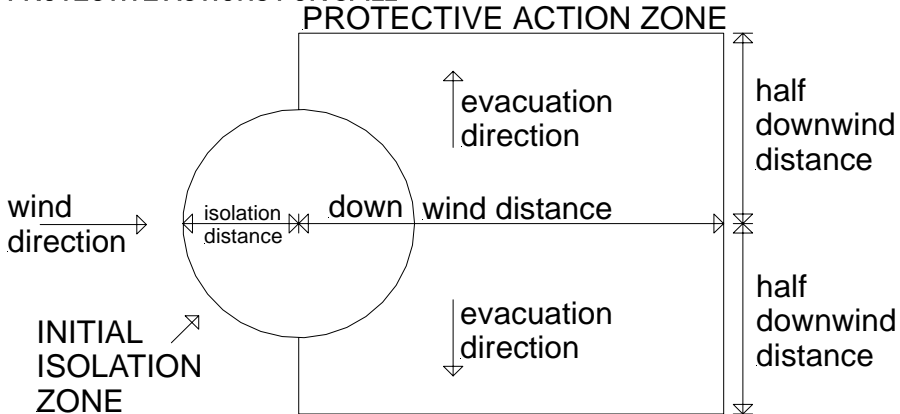 PROTECTIVE ACTION ZONE
evacuation
direction
half
downwind
distance
wind
direction
isolation
distance
down wind distance
INITIAL
ISOLATION
ZONE
evacuation
direction
half
downwind
distance